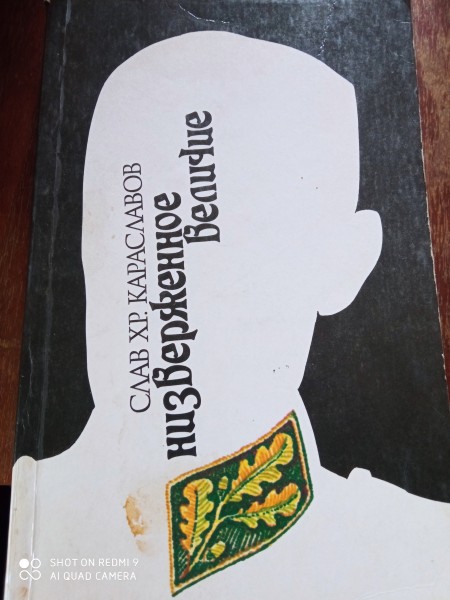 СЛАВ ХР. КАРАСЛАВОВ
низверженное
величие
SHOT ON REDMI 9
AI QUAD CAMERA